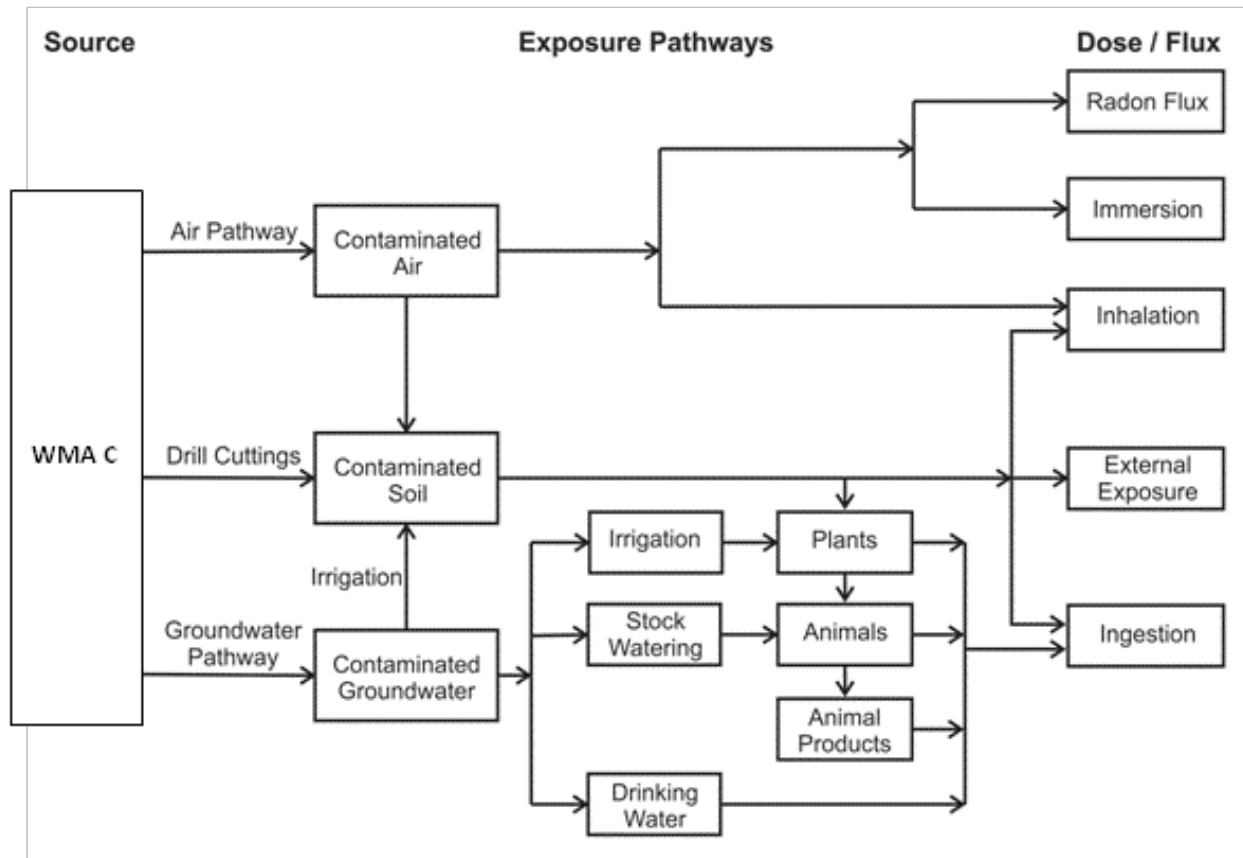 Source
Exposure Pathways
Dose / Flux
Radon Flux
Immersion
Air Pathway
Contaminated
Air
Inhalation
WMA C
Drill Cuttings
Contaminated
Soil
External
Exposure
Irrigation
Irrigation
Plants
Groundwater
Pathway
Contaminated
Groundwater
Stock
Watering
Animals
Ingestion
Animal
Products
Drinking
Water